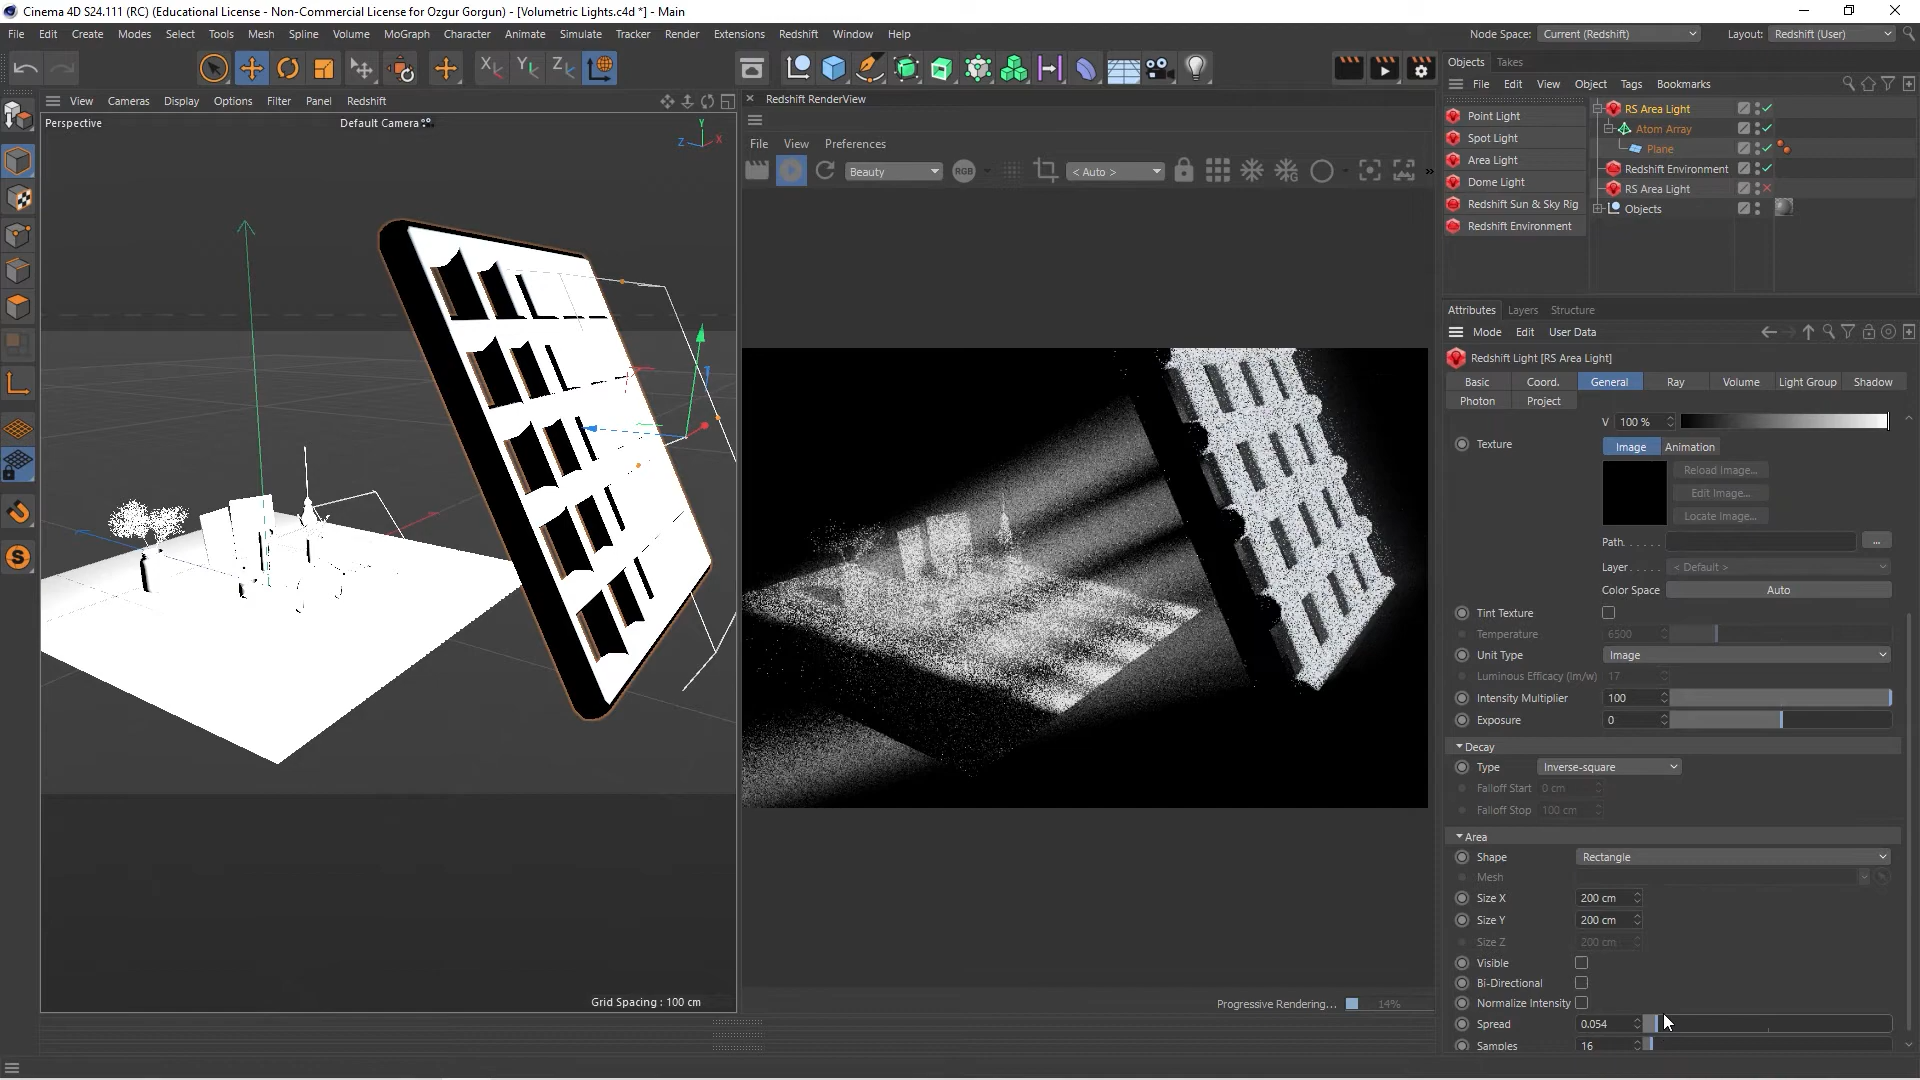 Cinema 4D S24.111 (RC) (Educational License - Non-Commercial License for Ozgur Gorgun) - [Volumetric Lights.c4d *] - Main
File Edit Create Modes Select Tools Mesh Spline Volume MoGraph Character Animate Simulate Tracker Render Extensions Redshift Window Help
Node Space: Current (Redshift) Layout: Redshift (User)
View Cameras Display Options Filter Panel Redshift
Perspective
Default Camera
Y
Z
X
Grid Spacing : 100 cm
Redshift RenderView
File View Preferences
Beauty
RGB
< Auto >
Progressive Rendering... 14%
Objects Takes
File Edit View Object Tags Bookmarks
Point Light
Spot Light
Area Light
Dome Light
Redshift Sun & Sky Rig
Redshift Environment
RS Area Light
Atom Array
Plane
Redshift Environment
RS Area Light
Objects
Attributes Layers Structure
Mode Edit User Data
Redshift Light [RS Area Light]
Basic Coord. General Ray Volume Light Group Shadow
Photon Project
V 100 %
Texture Image Animation
Reload Image...
Edit Image...
Locate Image...
Path. . . . . . ...
Layer. . . . . < Default >
Color Space Auto
Tint Texture
Temperature 6500
Unit Type Image
Luminous Efficacy (lm/w) 17
Intensity Multiplier 100
Exposure 0
Decay
Type Inverse-square
Falloff Start 0 cm
Falloff Stop 100 cm
Area
Shape Rectangle
Mesh
Size X 200 cm
Size Y 200 cm
Size Z 200 cm
Visible
Bi-Directional
Normalize Intensity
Spread 0.054
Samples 16